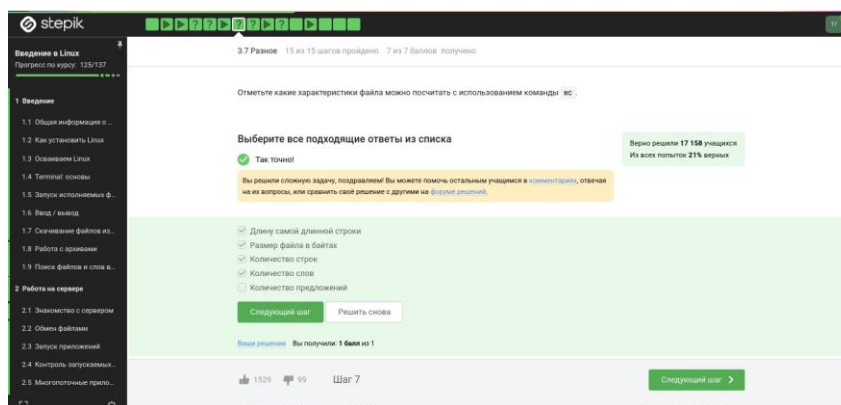 stepik
Введение в Linux
Прогресс по курсу: 125/137
1 Введение
1.1 Общая информация о ...
1.2 Как установить Linux
1.3 Осваиваем Linux
1.4 Terminal: основы
1.5 Запуск исполняемых ф...
1.6 Ввод / вывод
1.7 Скачивание файлов из...
1.8 Работа с архивами
1.9 Поиск файлов и слов в...
2 Работа на сервере
2.1 Знакомство с сервером
2.2 Обмен файлами
2.3 Запуск приложений
2.4 Контроль запускаемых...
2.5 Многопоточные прило...
3.7 Разное 15 из 15 шагов пройдено 7 из 7 баллов получено
Отметьте какие характеристики файла можно посчитать с использованием команды wc .
Выберите все подходящие ответы из списка
Так точно!
Вы решили сложную задачу, поздравляем! Вы можете помочь остальным учащимся в комментариях, отвечая
на их вопросы, или сравнить своё решение с другими на форуме решений.
Верно решили 17 158 учащихся
Из всех попыток 21% верных
Длину самой длинной строки
Размер файла в байтах
Количество строк
Количество слов
Количество предложений
Следующий шаг Решить снова
Ваши решения Вы получили: 1 балл из 1
1529 99 Шаг 7 Следующий шаг